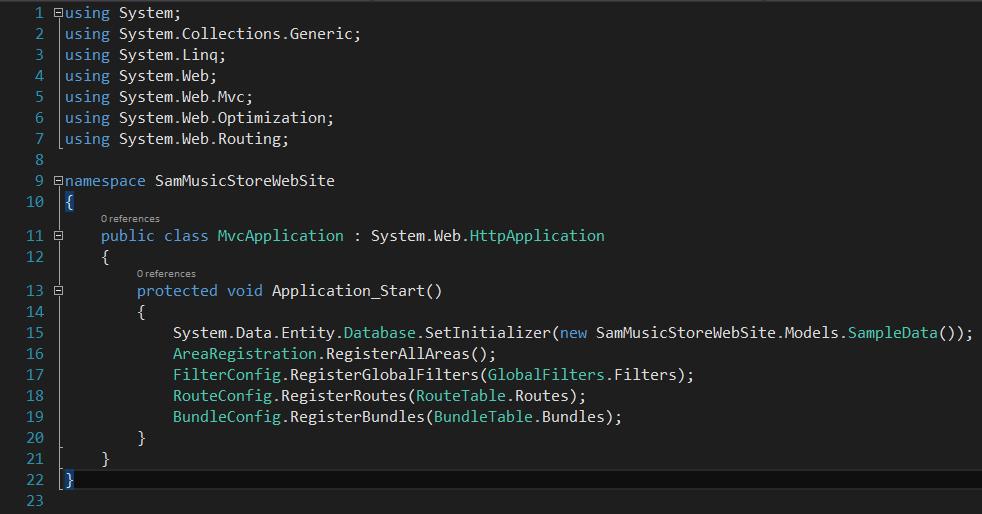 1 using System;
2 using System.Collections.Generic;
3 using System.Linq;
4 using System.Web;
5 using System.Web.Mvc;
6 using System.Web.Optimization;
7 using System.Web.Routing;
8
9 namespace SamMusicStoreWebSite
10 {
0 references
11 public class MvcApplication : System.Web.HttpApplication
12 {
0 references
13 protected void Application_Start()
14 {
15 System.Data.Entity.Database.SetInitializer(new SamMusicStoreWebSite.Models.SampleData());
16 AreaRegistration.RegisterAllAreas();
17 FilterConfig.RegisterGlobalFilters(GlobalFilters.Filters);
18 RouteConfig.RegisterRoutes(RouteTable.Routes);
19 BundleConfig.RegisterBundles(BundleTable.Bundles);
20 }
21 }
22 }
23